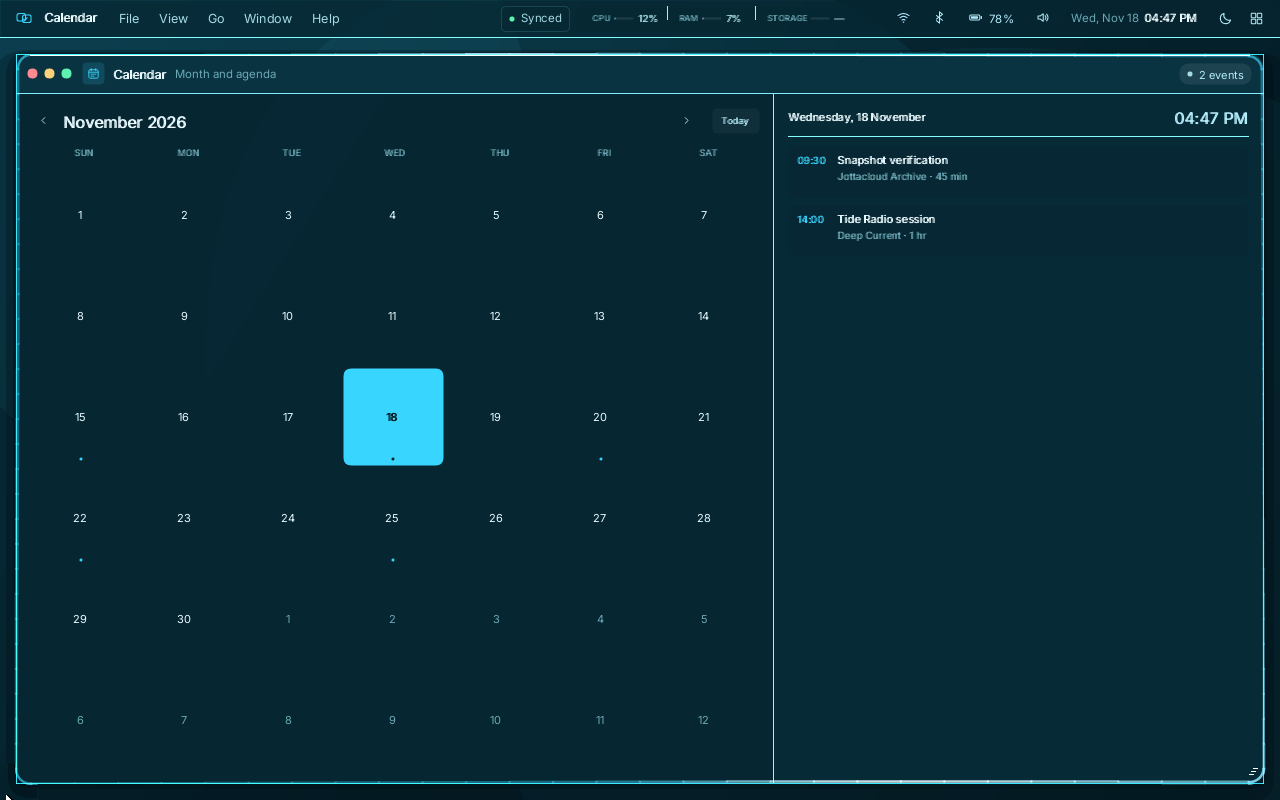 Calendar File View Go Window Help Synced CPU 12% RAM 7% STORAGE — 78% Wed, Nov 18 04:47 PM
Calendar Month and agenda 2 events
November 2026 Today
SUN MON TUE WED THU FRI SAT
1 2 3 4 5 6 7
8 9 10 11 12 13 14
15 16 17 18 19 20 21
22 23 24 25 26 27 28
29 30 1 2 3 4 5
6 7 8 9 10 11 12
Wednesday, 18 November 04:47 PM
09:30 Snapshot verification
Jottacloud Archive · 45 min
14:00 Tide Radio session
Deep Current · 1 hr